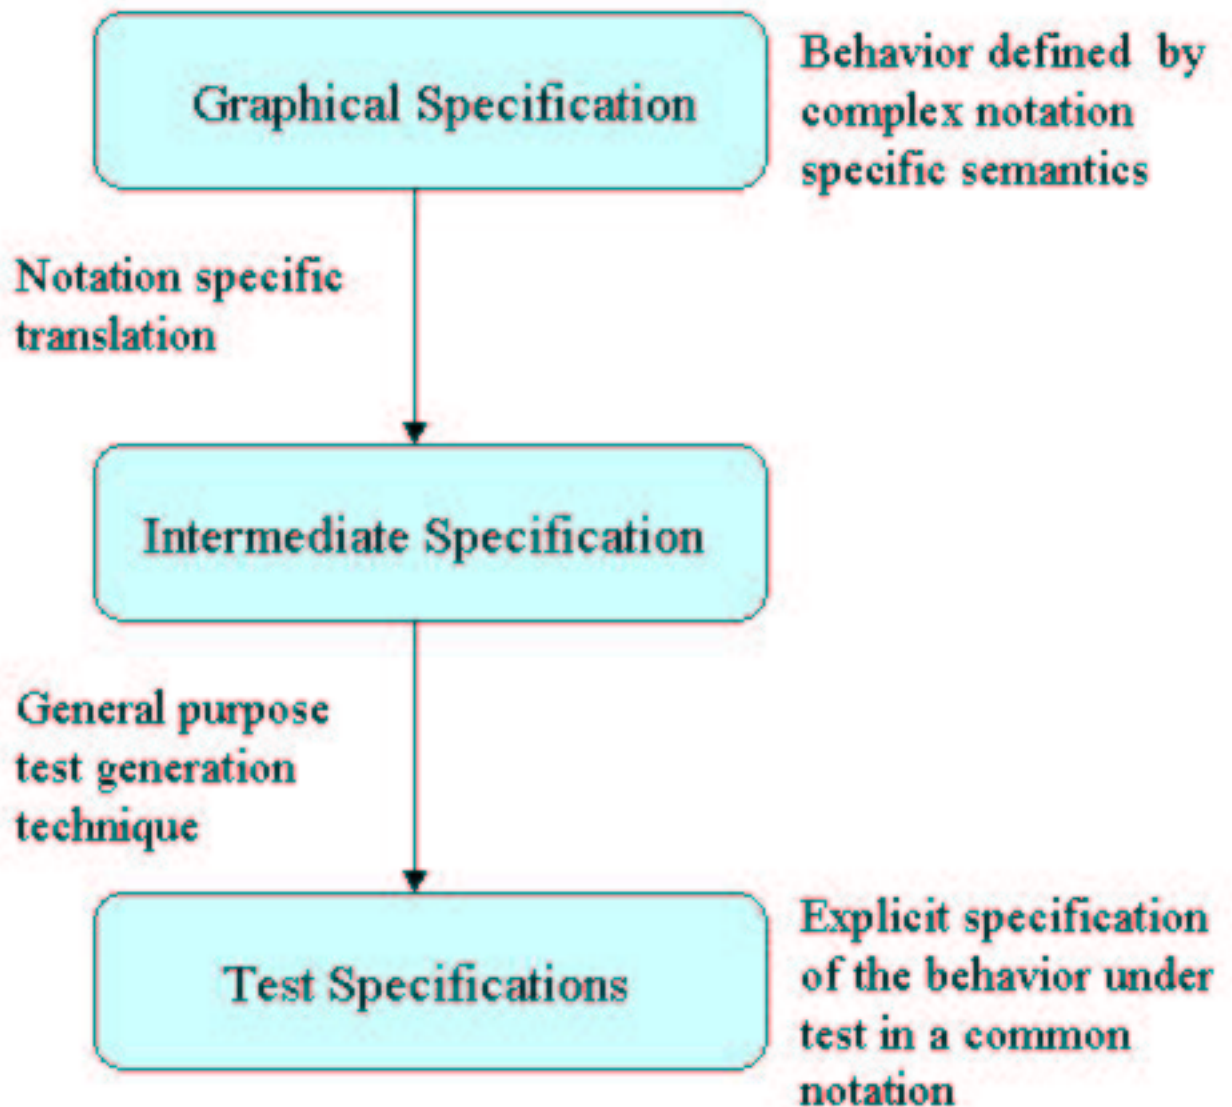 Graphical Specification
Behavior defined by
complex notation
specific semantics
Notation specific
translation
Intermediate Specification
General purpose
test generation
technique
Test Specifications
Explicit specification
of the behavior under
test in a common
notation